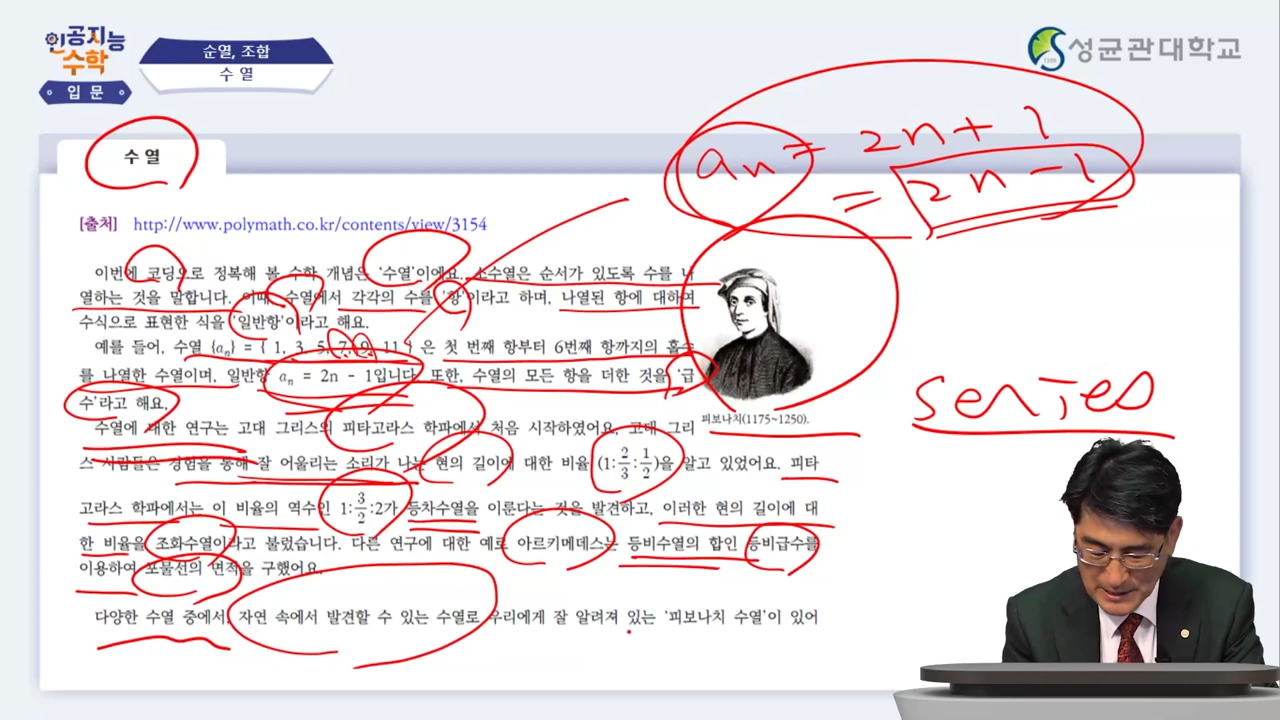 인공지능
수학
입문
순열, 조합
수 열
성균관대학교
수 열
a_n = 2n + 1
= 2n - 1
[출처] http://www.polymath.co.kr/contents/view/3154
이번에 코딩으로 정복해 볼 수학 개념은 '수열'이에요. 소수열은 순서가 있도록 수를 나
열하는 것을 말합니다. 이때, 수열에서 각각의 수를 '항'이라고 하며, 나열된 항에 대하여
수식으로 표현한 식을 '일반항'이라고 해요.
예를 들어, 수열 {a_n} = { 1, 3, 5, 7, 9, 11 } 은 첫 번째 항부터 6번째 항까지의 홀수
를 나열한 수열이며, 일반항 a_n = 2n - 1입니다. 또한, 수열의 모든 항을 더한 것을 '급
수'라고 해요.
피보나치(1175~1250).
series
수열에 대한 연구는 고대 그리스의 피타고라스 학파에서 처음 시작하였어요. 고대 그리
스 사람들은 경험을 통해 잘 어울리는 소리가 나는 현의 길이에 대한 비율 (1:2/3:1/2)을 알고 있었어요. 피타
고라스 학파에서는 이 비율의 역수인 1:3/2:2가 등차수열을 이룬다는 것을 발견하고, 이러한 현의 길이에 대
한 비율을 조화수열이라고 불렀습니다. 다른 연구에 대한 예로 아르키메데스는 등비수열의 합인 등비급수를
이용하여 포물선의 면적을 구했어요.
다양한 수열 중에서, 자연 속에서 발견할 수 있는 수열로 우리에게 잘 알려져 있는 '피보나치 수열'이 있어